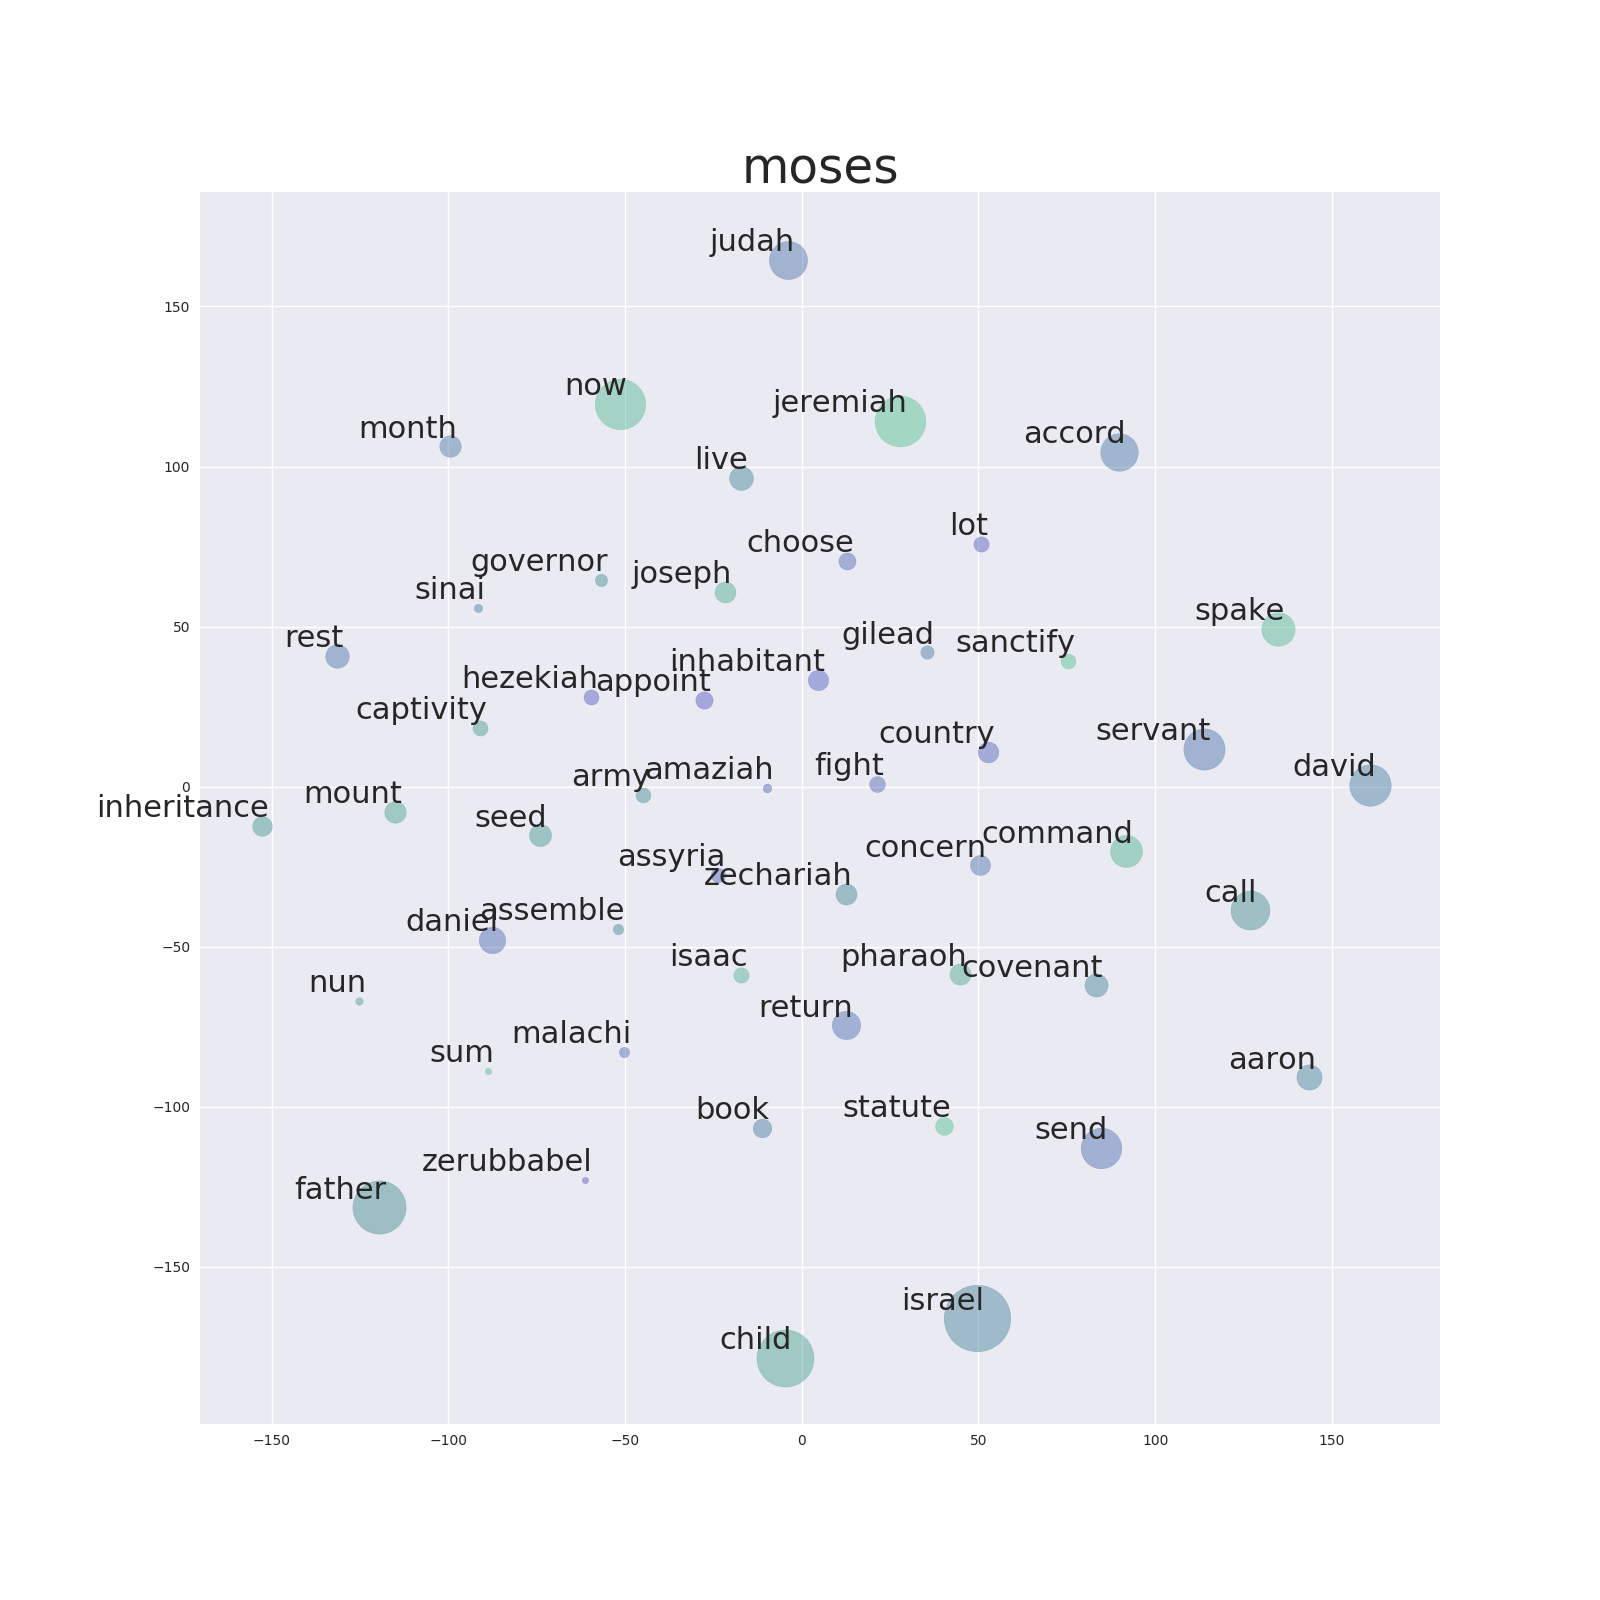 moses
judah
150
now
jeremiah
month
accord
live
100
lot
choose
governor
joseph
sinai
spake
50
rest
gilead
sanctify
inhabitant
hezekiah
appoint
captivity
country
servant
fight
david
army
amaziah
0
mount
inheritance
seed
command
concern
assyria
zechariah
call
assemble
daniel
−50
isaac
pharaoh
covenant
nun
return
malachi
sum
aaron
−100
book
statute
send
zerubbabel
father
−150
israel
child
−150 −100 −50 0 50 100 150